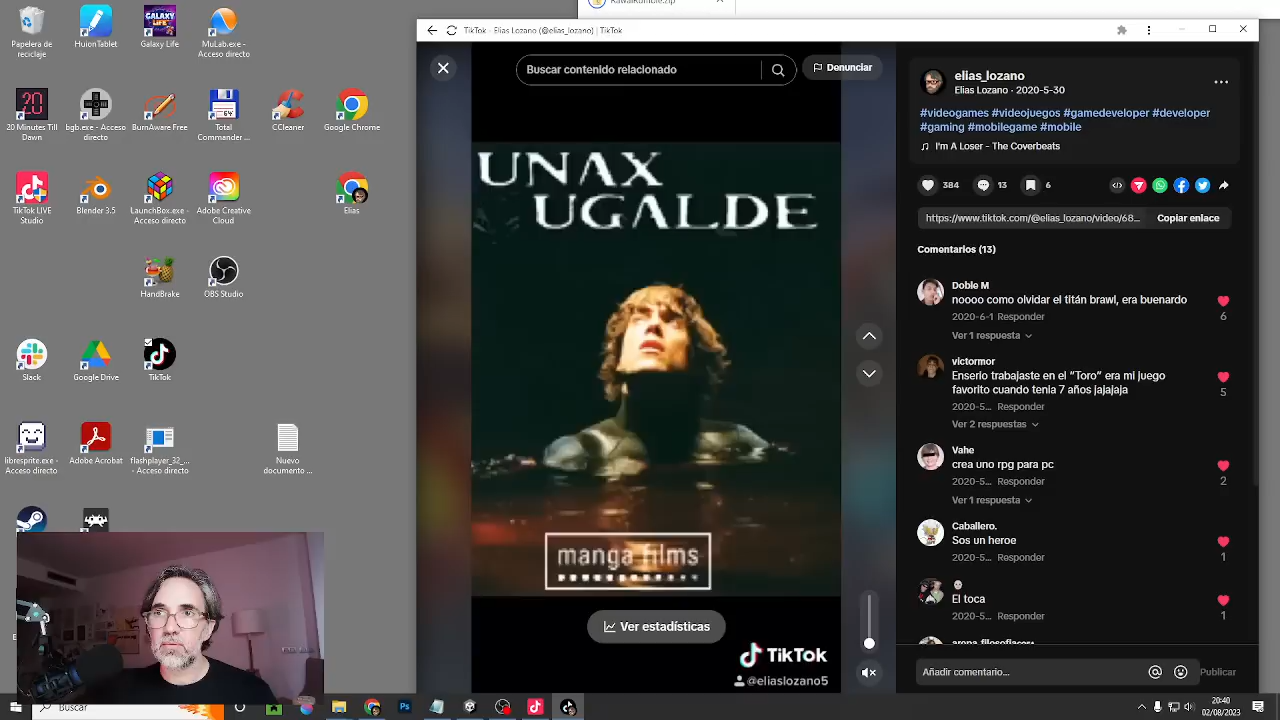 Papelera de
reciclaje
HuionTablet
GALAXY
LIFE
Galaxy Life
MuLab.exe -
Acceso directo
20
20 Minutes Till
Dawn
bgb.exe - Acceso
directo
BurnAware Free
Total
Commander ...
CCleaner
Google Chrome
TikTok LIVE
Studio
Blender 3.5
LaunchBox.exe -
Acceso directo
Adobe Creative
Cloud
Elias
HandBrake
OBS Studio
Slack
Google Drive
TikTok
libresprite.exe -
Acceso directo
Adobe Acrobat
flashplayer_32_...
- Acceso directo
Nuevo
documento ...
TikTok - Elias Lozano (@elias_lozano) | TikTok
Buscar contenido relacionado
Denunciar
UNAX
UGALDE
manga films
Ver estadísticas
TikTok
@eliaslozano5
elias_lozano
Elias Lozano · 2020-5-30
#videogames #videojuegos #gamedeveloper #developer
#gaming #mobilegame #mobile
I'm A Loser - The Coverbeats
384
13
6
https://www.tiktok.com/@elias_lozano/video/68...
Copiar enlace
Comentarios (13)
Doble M
noooo como olvidar el titán brawl, era buenardo
2020-6-1 Responder
6
Ver 1 respuesta
victormor
Enserio trabajaste en el “Toro” era mi juego
favorito cuando tenia 7 años jajajaja
5
2020-5... Responder
Ver 2 respuestas
Vahe
crea uno rpg para pc
2020-5... Responder
2
Ver 1 respuesta
Caballero.
Sos un heroe
2020-5... Responder
1
El toca
2020-5... Responder
1
Añadir comentario...
Publicar
Buscar
Ps
20:40
02/08/2023